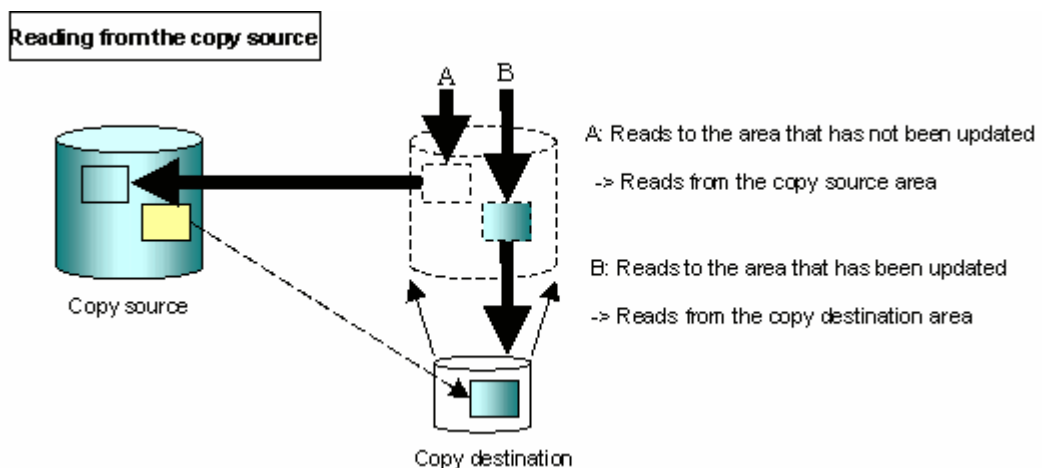 Reading from the copy source
A B
A: Reads to the area that has not been updated
-> Reads from the copy source area
B: Reads to the area that has been updated
-> Reads from the copy destination area
Copy source
Copy destination